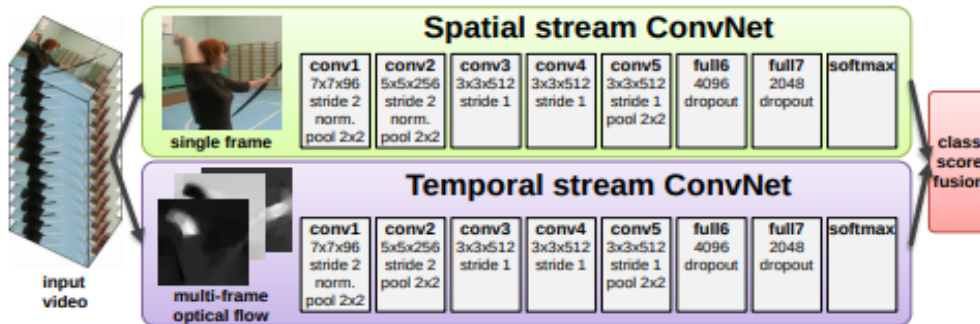 Spatial stream ConvNet
conv1
7x7x96
stride 2
norm.
pool 2x2
conv2
5x5x256
stride 2
norm.
pool 2x2
conv3
3x3x512
stride 1
conv4
3x3x512
stride 1
conv5
3x3x512
stride 1
pool 2x2
full6
4096
dropout
full7
2048
dropout
softmax
single frame
Temporal stream ConvNet
conv1
7x7x96
stride 2
norm.
pool 2x2
conv2
5x5x256
stride 2
pool 2x2
conv3
3x3x512
stride 1
conv4
3x3x512
stride 1
conv5
3x3x512
stride 1
pool 2x2
full6
4096
dropout
full7
2048
dropout
softmax
multi-frame
optical flow
input
video
class
score
fusion